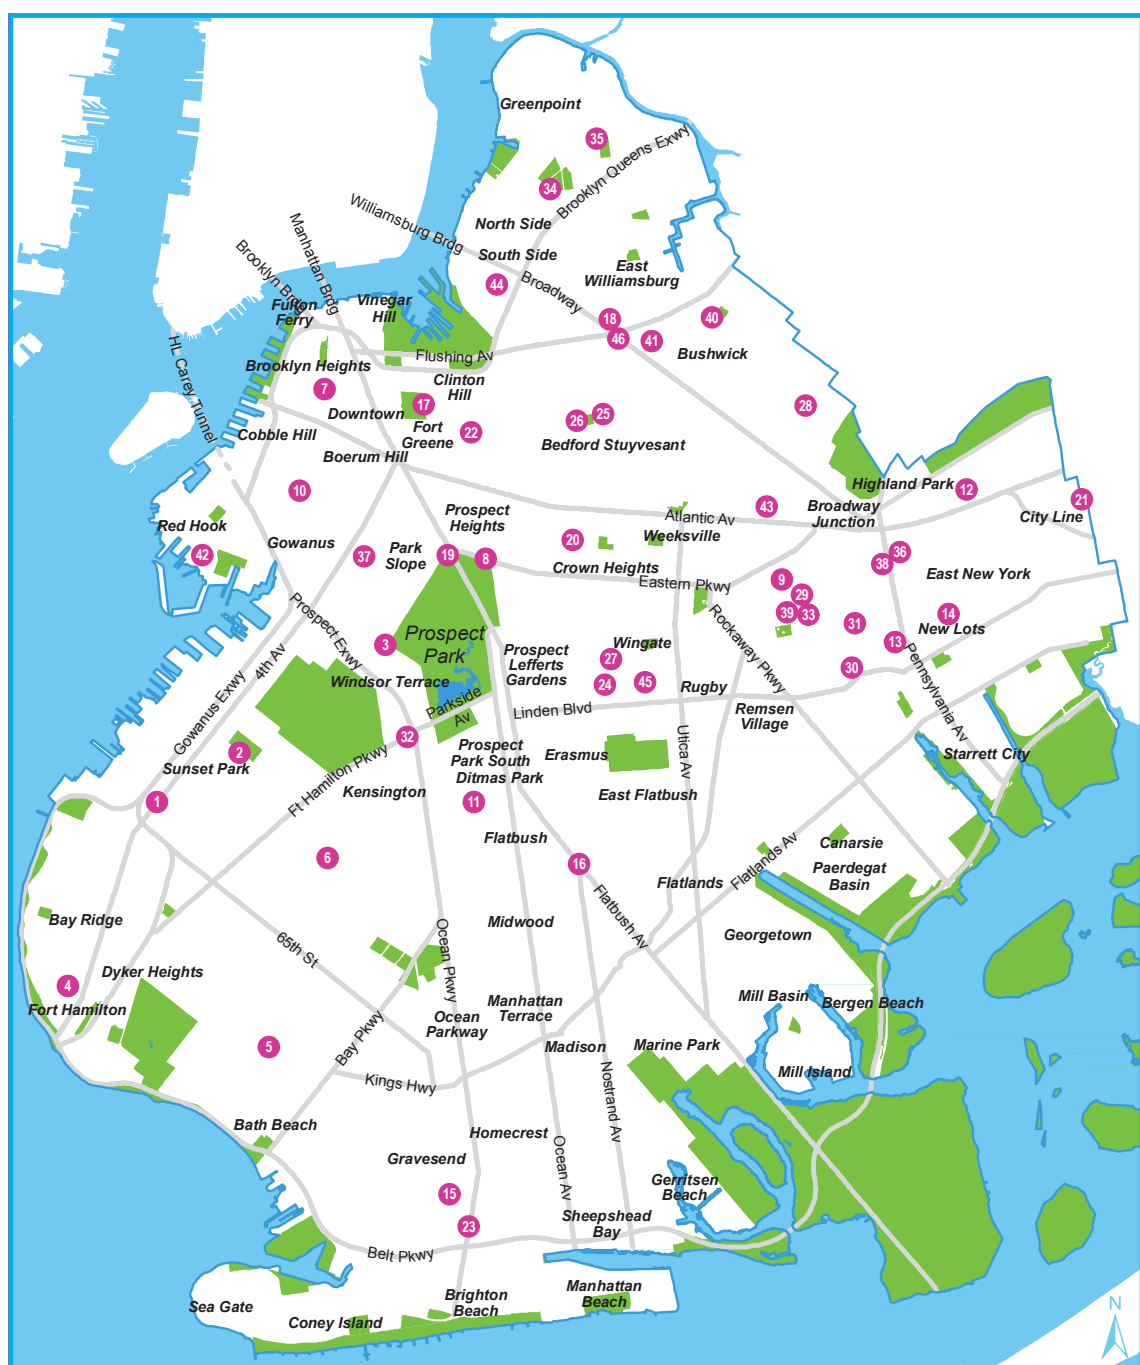 Greenpoint
35
Brooklyn Queens Exwy
34
Williamsburg Brdg
North Side
Manhattan Brdg
Brooklyn Brdg
South Side
East
Williamsburg
44
Broadway
Fulton
Ferry
Vinegar
Hill
18
40
46
41
Bushwick
HL Carey Tunnel
Flushing Av
Brooklyn Heights
7
Clinton
Hill
17
Downtown
28
26
25
Fort
Greene
22
Cobble Hill
Bedford Stuyvesant
Boerum Hill
10
Highland Park
12
21
43
Broadway
Junction
City Line
Prospect
Heights
Atlantic Av
Red Hook
Weeksville
42
Gowanus
37
Park
Slope
19
8
20
Crown Heights
36
38
East New York
Eastern Pkwy
9
29
39
33
31
14
New Lots
Prospect Exwy
Rockaway Pkwy
3
Prospect
Park
Wingate
13
Pennsylvania Av
4th Av
Prospect
Lefferts
Gardens
27
30
Windsor Terrace
24
45
Rugby
Gowanus Exwy
Parkside
Av
Linden Blvd
Remsen
Village
32
Utica Av
2
Sunset Park
Prospect
Park South
Ditmas Park
Erasmus
Starrett City
Ft Hamilton Pkwy
Kensington
11
East Flatbush
1
Flatbush
Canarsie
6
16
Flatlands Av
Paerdegat
Basin
Flatlands
Flatbush Av
Bay Ridge
Midwood
65th St
Ocean Pkwy
Georgetown
Dyker Heights
4
Fort Hamilton
Manhattan
Terrace
Mill Basin
Bergen Beach
Ocean
Parkway
Bay Pkwy
5
Madison
Marine Park
Mill Island
Kings Hwy
Nostrand Av
Bath Beach
Homecrest
Ocean Av
Gravesend
15
Gerritsen
Beach
23
Sheepshead
Bay
Belt Pkwy
Manhattan
Beach
Brighton
Beach
Sea Gate
Coney Island
N